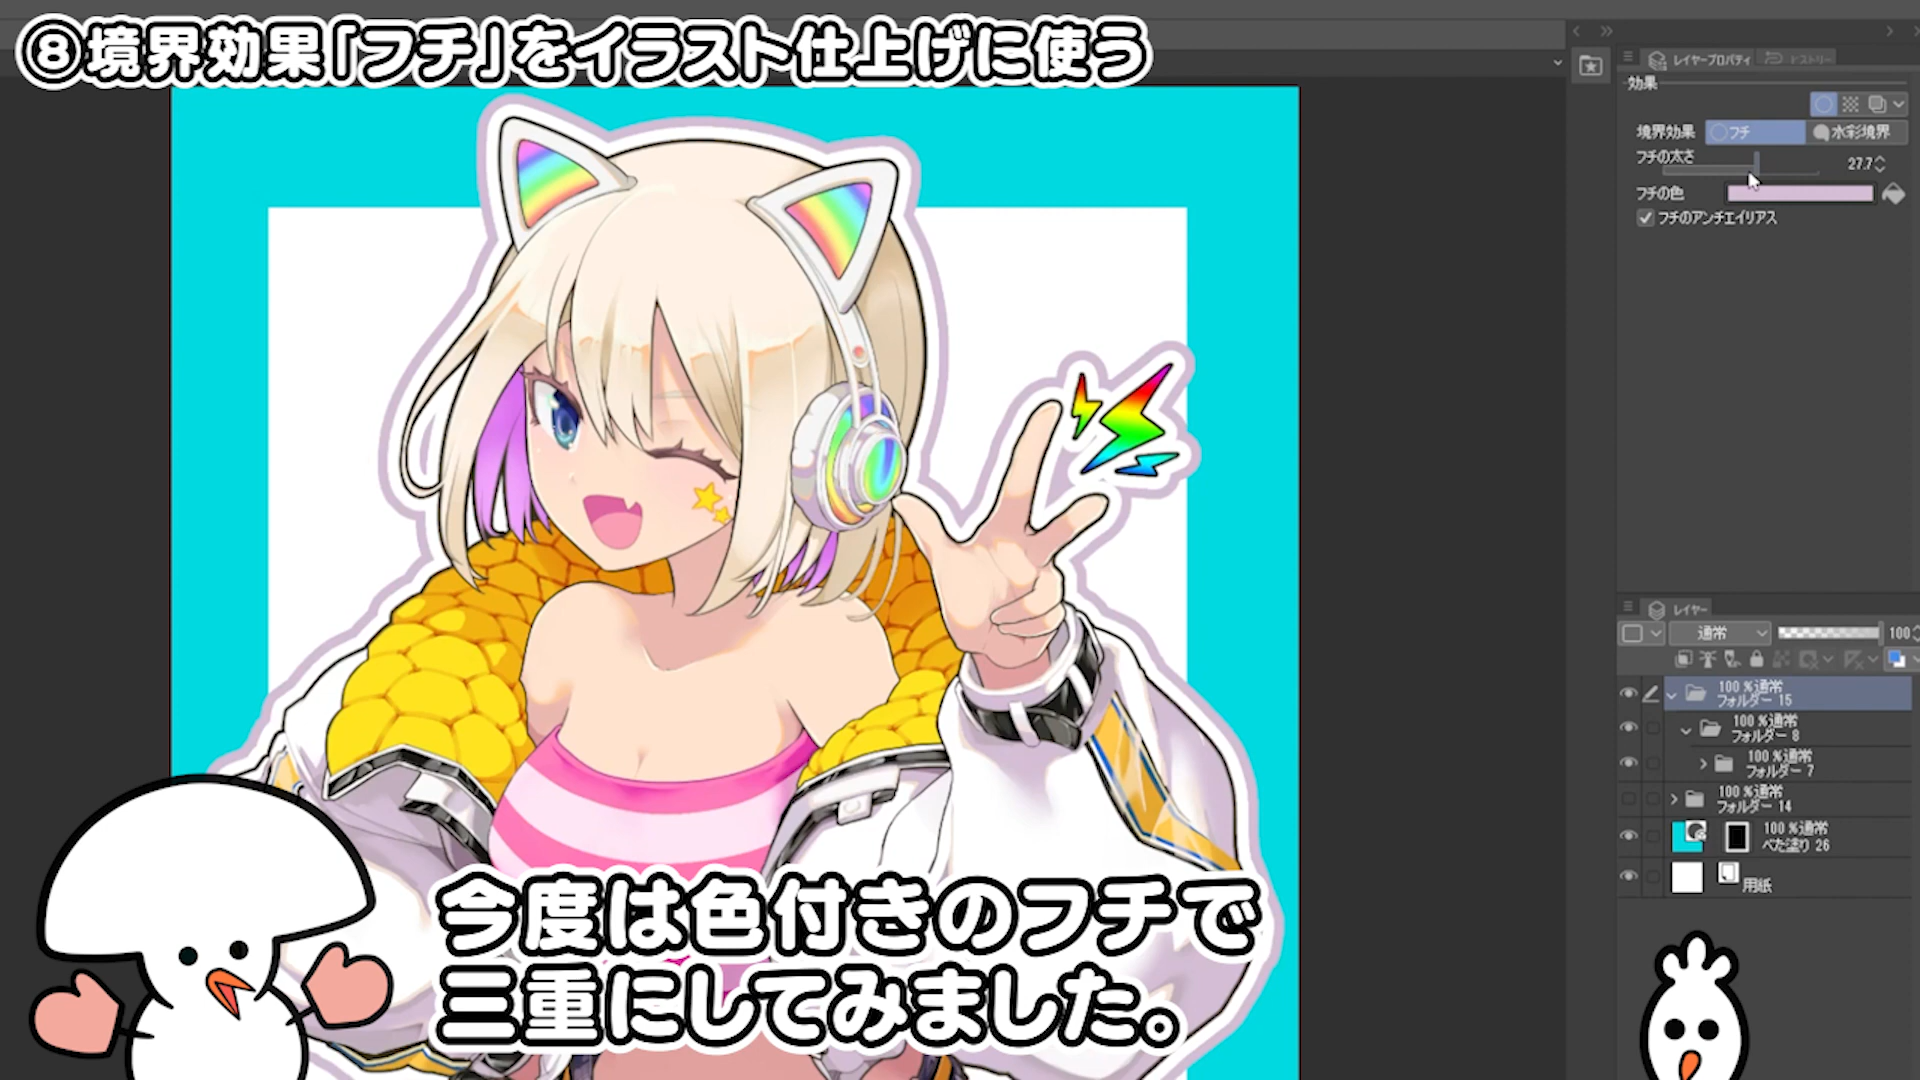 ⑧境界効果「フチ」をイラスト仕上げに使う
レイヤープロパティ
効果
境界効果
フチ
水彩境界
フチの太さ
27.7
フチの色
フチのアンチエイリアス
レイヤー
通常
100
100 %通常
フォルダー 15
100 %通常
フォルダー 8
100 %通常
フォルダー 7
100 %通常
フォルダー 14
100 %通常
べた塗り 26
用紙
今度は色付きのフチで
三重にしてみました。